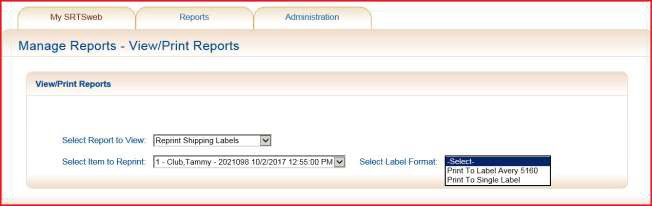 My SRTSweb Reports Administration
Manage Reports - View/Print Reports
View/Print Reports
Select Report to View: Reprint Shipping Labels
Select Item to Reprint: 1 - Club,Tammy - 2021098 10/2/2017 12:55:00 PM Select Label Format: -Select-
Print To Label Avery 5160
Print To Single Label